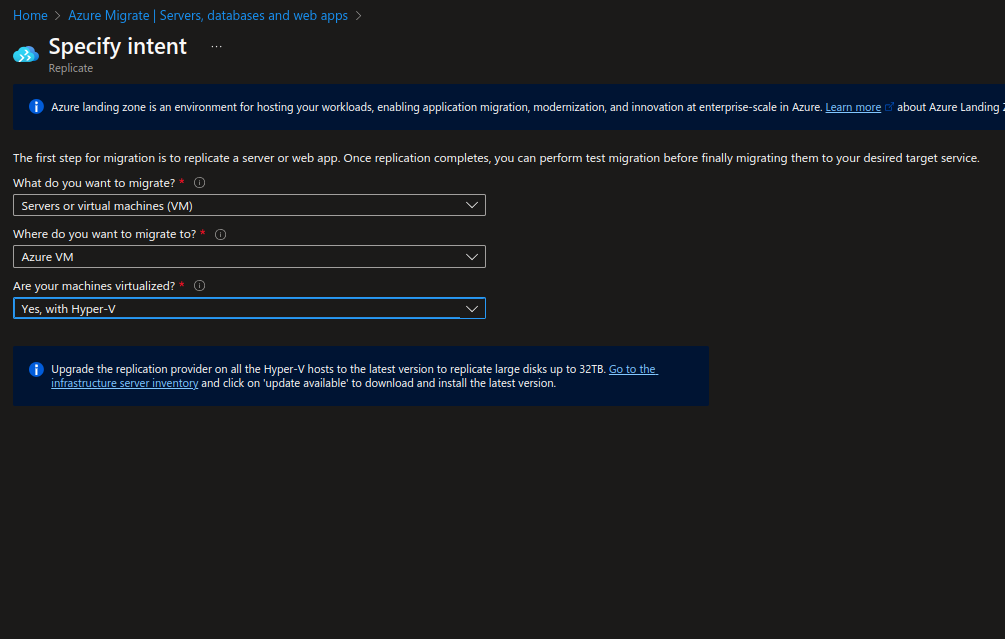 Home > Azure Migrate | Servers, databases and web apps >
Specify intent ...
Replicate
Azure landing zone is an environment for hosting your workloads, enabling application migration, modernization, and innovation at enterprise-scale in Azure. Learn more about Azure Landing
The first step for migration is to replicate a server or web app. Once replication completes, you can perform test migration before finally migrating them to your desired target service.
What do you want to migrate? *
Servers or virtual machines (VM)
Where do you want to migrate to? *
Azure VM
Are your machines virtualized? *
Yes, with Hyper-V
Upgrade the replication provider on all the Hyper-V hosts to the latest version to replicate large disks up to 32TB. Go to the
infrastructure server inventory and click on 'update available' to download and install the latest version.